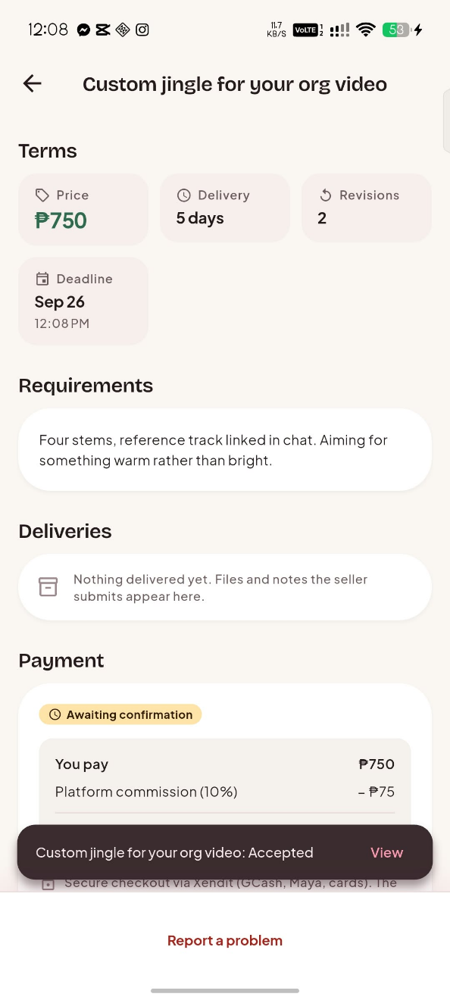 12:08
11.7
KB/S
VoLTE 1 2
53
Custom jingle for your org video
Terms
Price
₱750
Delivery
5 days
Revisions
2
Deadline
Sep 26
12:08 PM
Requirements
Four stems, reference track linked in chat. Aiming for
something warm rather than bright.
Deliveries
Nothing delivered yet. Files and notes the seller
submits appear here.
Payment
Awaiting confirmation
You pay ₱750
Platform commission (10%) – ₱75
Custom jingle for your org video: Accepted View
Secure checkout via Xendit (GCash, Maya, cards). The
Report a problem